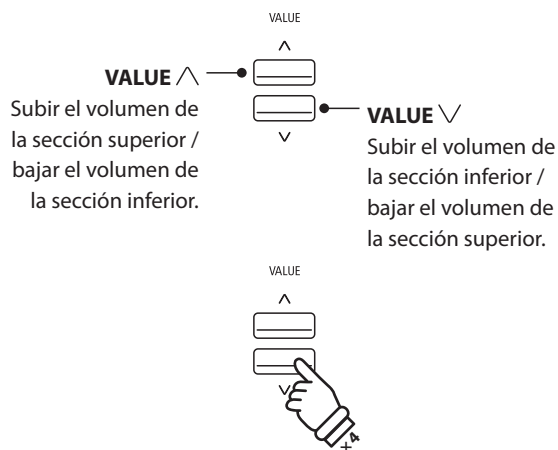 VALUE
VALUE ∧
Subir el volumen de
la sección superior /
bajar el volumen de
la sección inferior.
VALUE ∨
Subir el volumen de
la sección inferior /
bajar el volumen de
la sección superior.
VALUE
×4